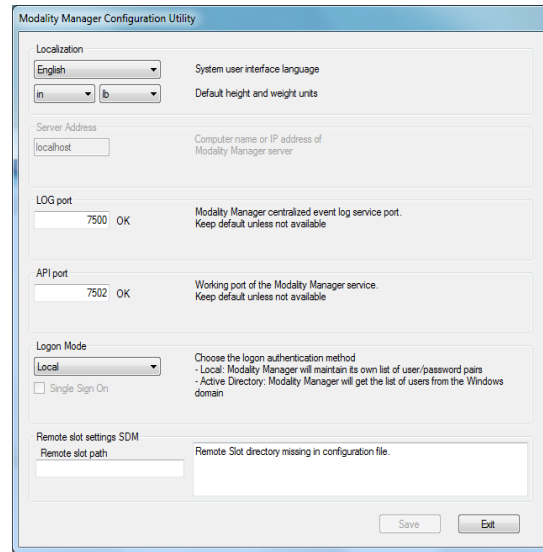 Modality Manager Configuration Utility
Localization
English
System user interface language
in lb
Default height and weight units
Server Address
localhost
Computer name or IP address of
Modality Manager server
LOG port
7500 OK
Modality Manager centralized event log service port.
Keep default unless not available
API port
7502 OK
Working port of the Modality Manager service.
Keep default unless not available
Logon Mode
Local
Single Sign On
Choose the logon authentication method
- Local: Modality Manager will maintain its own list of user/password pairs
- Active Directory: Modality Manager will get the list of users from the Windows
domain
Remote slot settings SDM
Remote slot path
Remote Slot directory missing in configuration file.
Save Exit